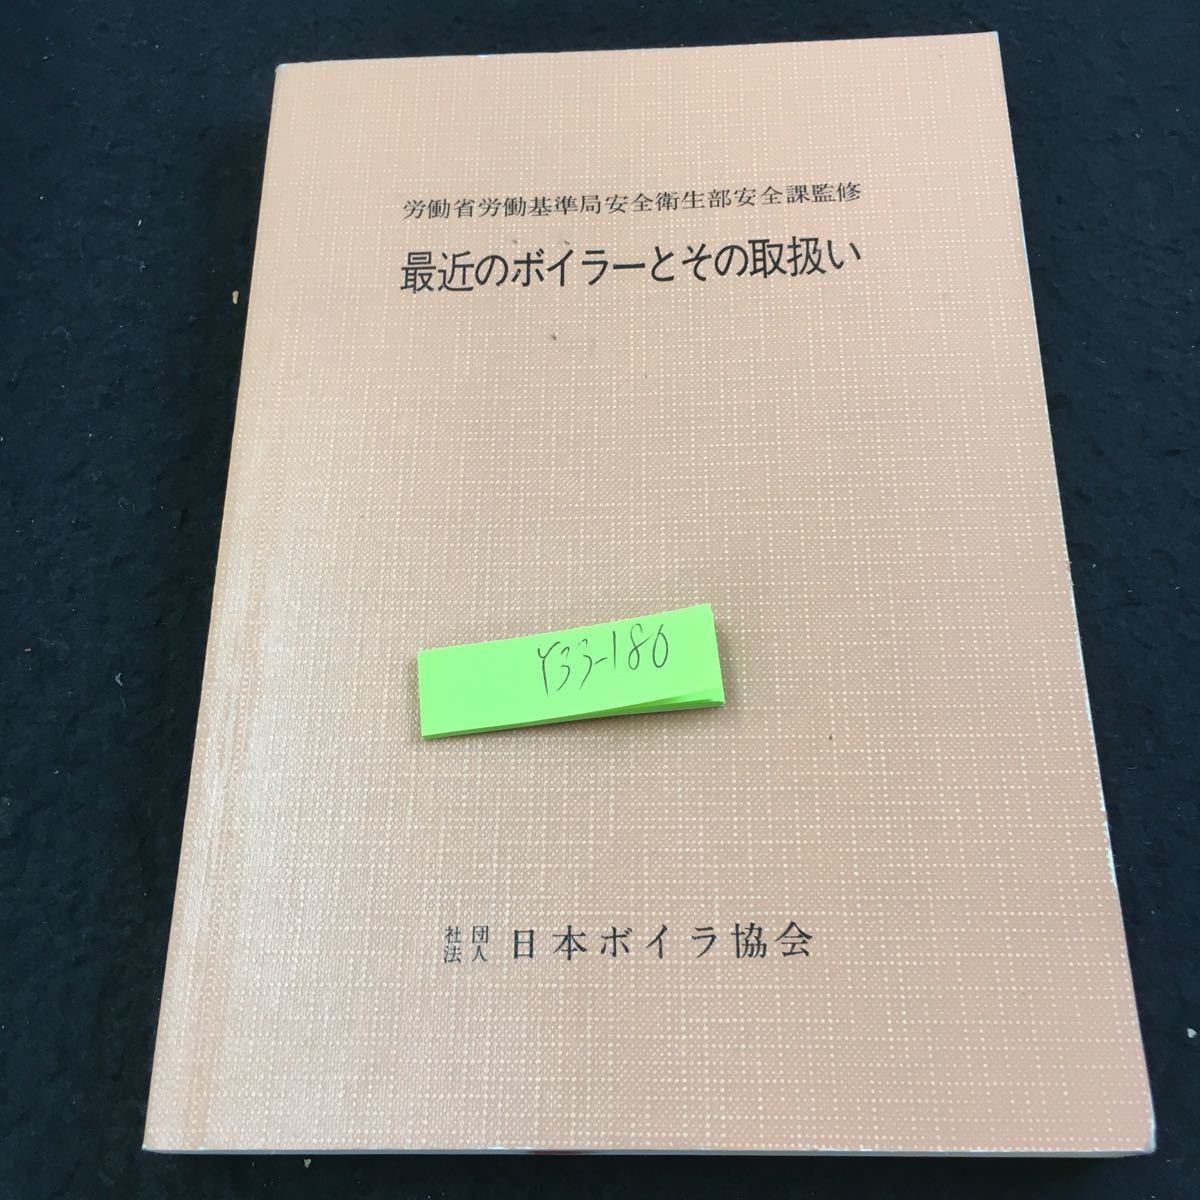 労働省労働基準局安全衛生部安全課監修
最近のボイラーとその取扱い
Y33-180
社団法人 日本ボイラ協会